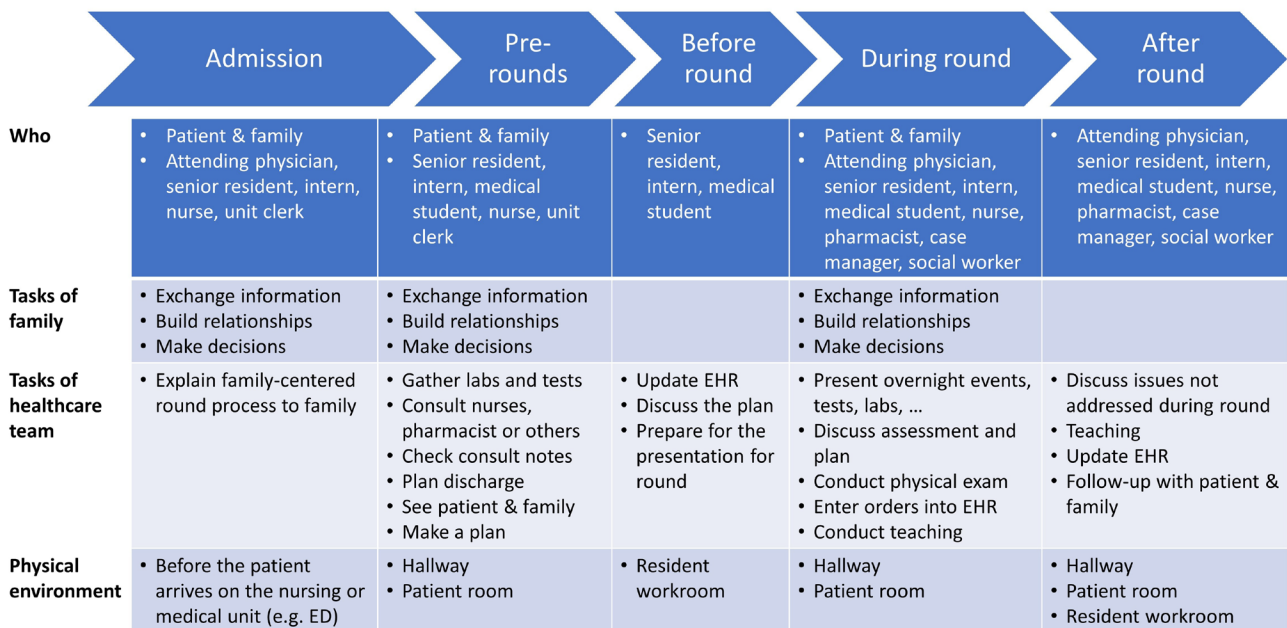 Admission
Pre-
rounds
Before
round
During round
After
round
Who
• Patient & family
• Attending physician,
senior resident, intern,
nurse, unit clerk
• Patient & family
• Senior resident,
intern, medical
student, nurse, unit
clerk
• Senior
resident,
intern, medical
student
• Patient & family
• Attending physician,
senior resident, intern,
medical student, nurse,
pharmacist, case
manager, social worker
• Attending physician,
senior resident, intern,
medical student, nurse,
pharmacist, case
manager, social worker
Tasks of
family
• Exchange information
• Build relationships
• Make decisions
• Exchange information
• Build relationships
• Make decisions
• Exchange information
• Build relationships
• Make decisions
Tasks of
healthcare
team
• Explain family-centered
round process to family
• Gather labs and tests
• Consult nurses,
pharmacist or others
• Check consult notes
• Plan discharge
• See patient & family
• Make a plan
• Update EHR
• Discuss the plan
• Prepare for the
presentation for
round
• Present overnight events,
tests, labs, ...
• Discuss assessment and
plan
• Conduct physical exam
• Enter orders into EHR
• Conduct teaching
• Discuss issues not
addressed during round
• Teaching
• Update EHR
• Follow-up with patient &
family
Physical
environment
• Before the patient
arrives on the nursing or
medical unit (e.g. ED)
• Hallway
• Patient room
• Resident
workroom
• Hallway
• Patient room
• Hallway
• Patient room
• Resident workroom